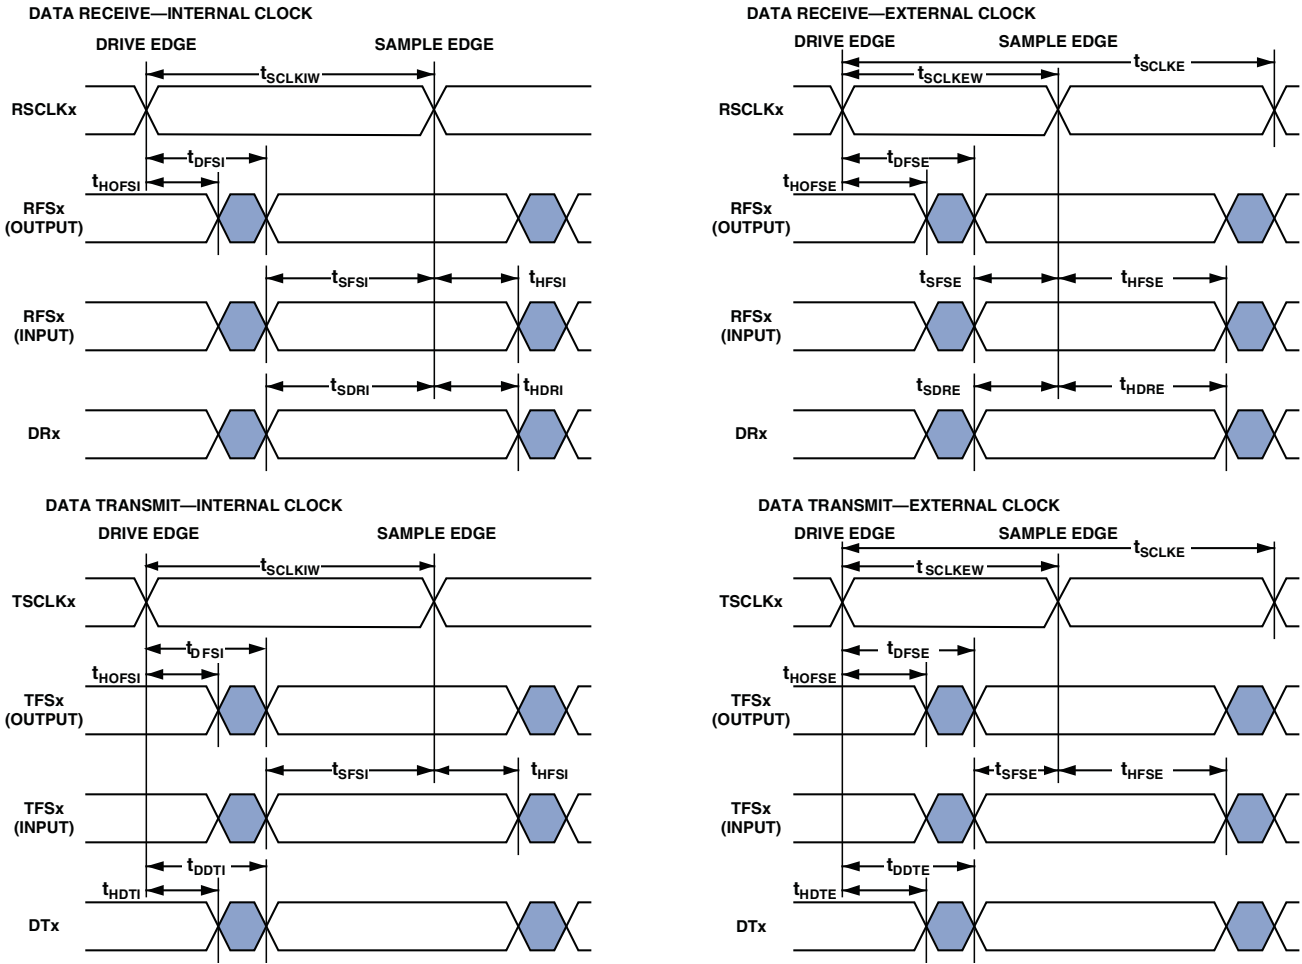 DATA RECEIVE—INTERNAL CLOCK
DRIVE EDGE
SAMPLE EDGE
tSCLKIW
RSCLKx
tDFSI
tHOFSI
RFSx
(OUTPUT)
tSFSI
tHFSI
RFSx
(INPUT)
tSDRI
tHDRI
DRx
DATA RECEIVE—EXTERNAL CLOCK
DRIVE EDGE
SAMPLE EDGE
tSCLKE
tSCLKEW
RSCLKx
tDFSE
tHOFSE
RFSx
(OUTPUT)
tSFSE
tHFSE
RFSx
(INPUT)
tSDRE
tHDRE
DRx
DATA TRANSMIT—INTERNAL CLOCK
DRIVE EDGE
SAMPLE EDGE
tSCLKIW
TSCLKx
tDFSI
tHOFSI
TFSx
(OUTPUT)
tSFSI
tHFSI
TFSx
(INPUT)
tDDTI
tHDTI
DTx
DATA TRANSMIT—EXTERNAL CLOCK
DRIVE EDGE
SAMPLE EDGE
tSCLKE
tSCLKEW
TSCLKx
tDFSE
tHOFSE
TFSx
(OUTPUT)
tSFSE
tHFSE
TFSx
(INPUT)
tDDTE
tHDTE
DTx